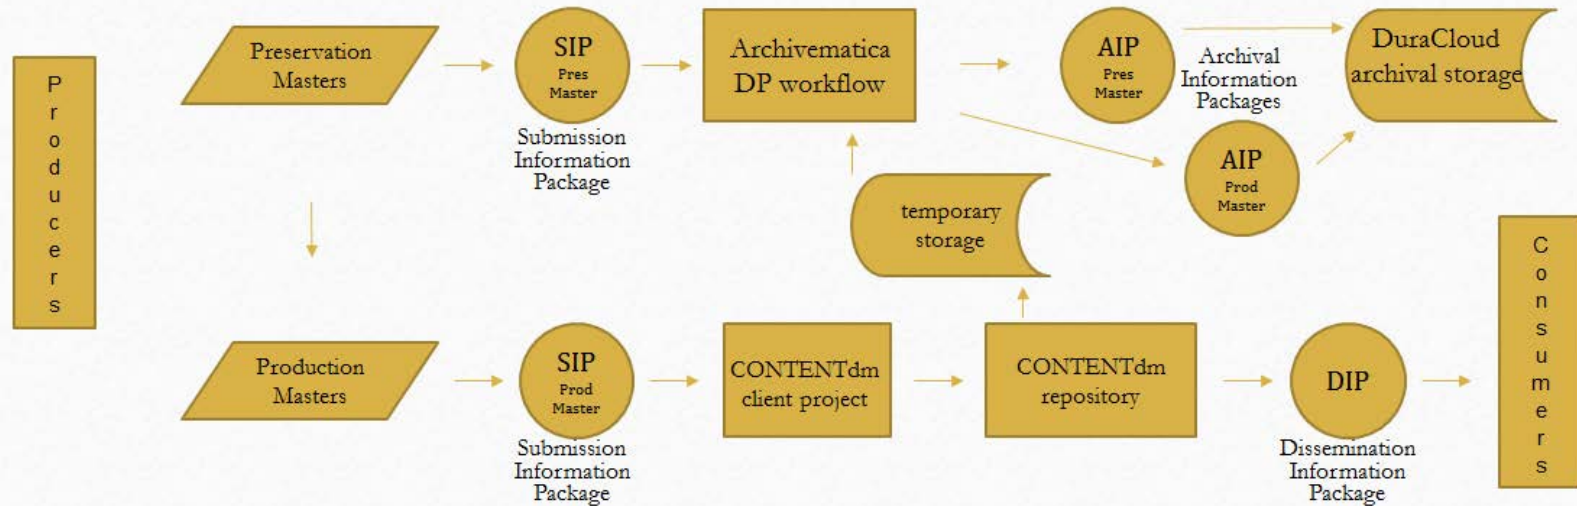 Producers
Preservation
Masters
SIP
Pres
Master
Submission
Information
Package
Archivematica
DP workflow
AIP
Pres
Master
Archival
Information
Packages
DuraCloud
archival storage
AIP
Prod
Master
temporary
storage
Production
Masters
SIP
Prod
Master
Submission
Information
Package
CONTENTdm
client project
CONTENTdm
repository
DIP
Dissemination
Information
Package
Consumers